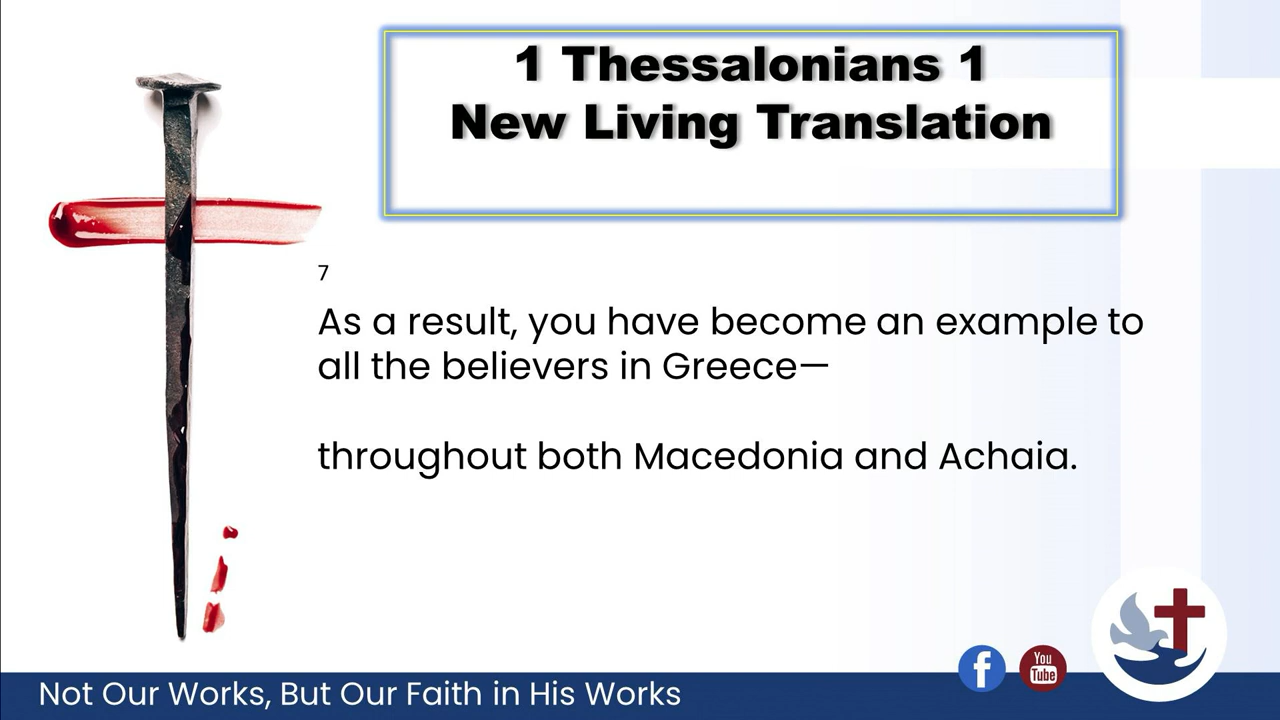 1 Thessalonians 1
New Living Translation
7
As a result, you have become an example to
all the believers in Greece—
throughout both Macedonia and Achaia.
f
You
Tube
Not Our Works, But Our Faith in His Works